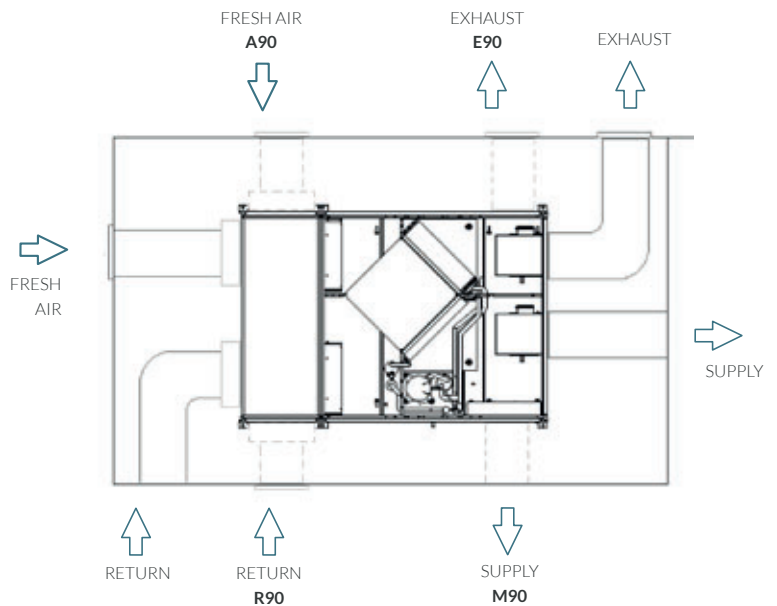 FRESH AIR
A90
EXHAUST
E90
EXHAUST
FRESH
AIR
SUPPLY
RETURN
RETURN
R90
SUPPLY
M90